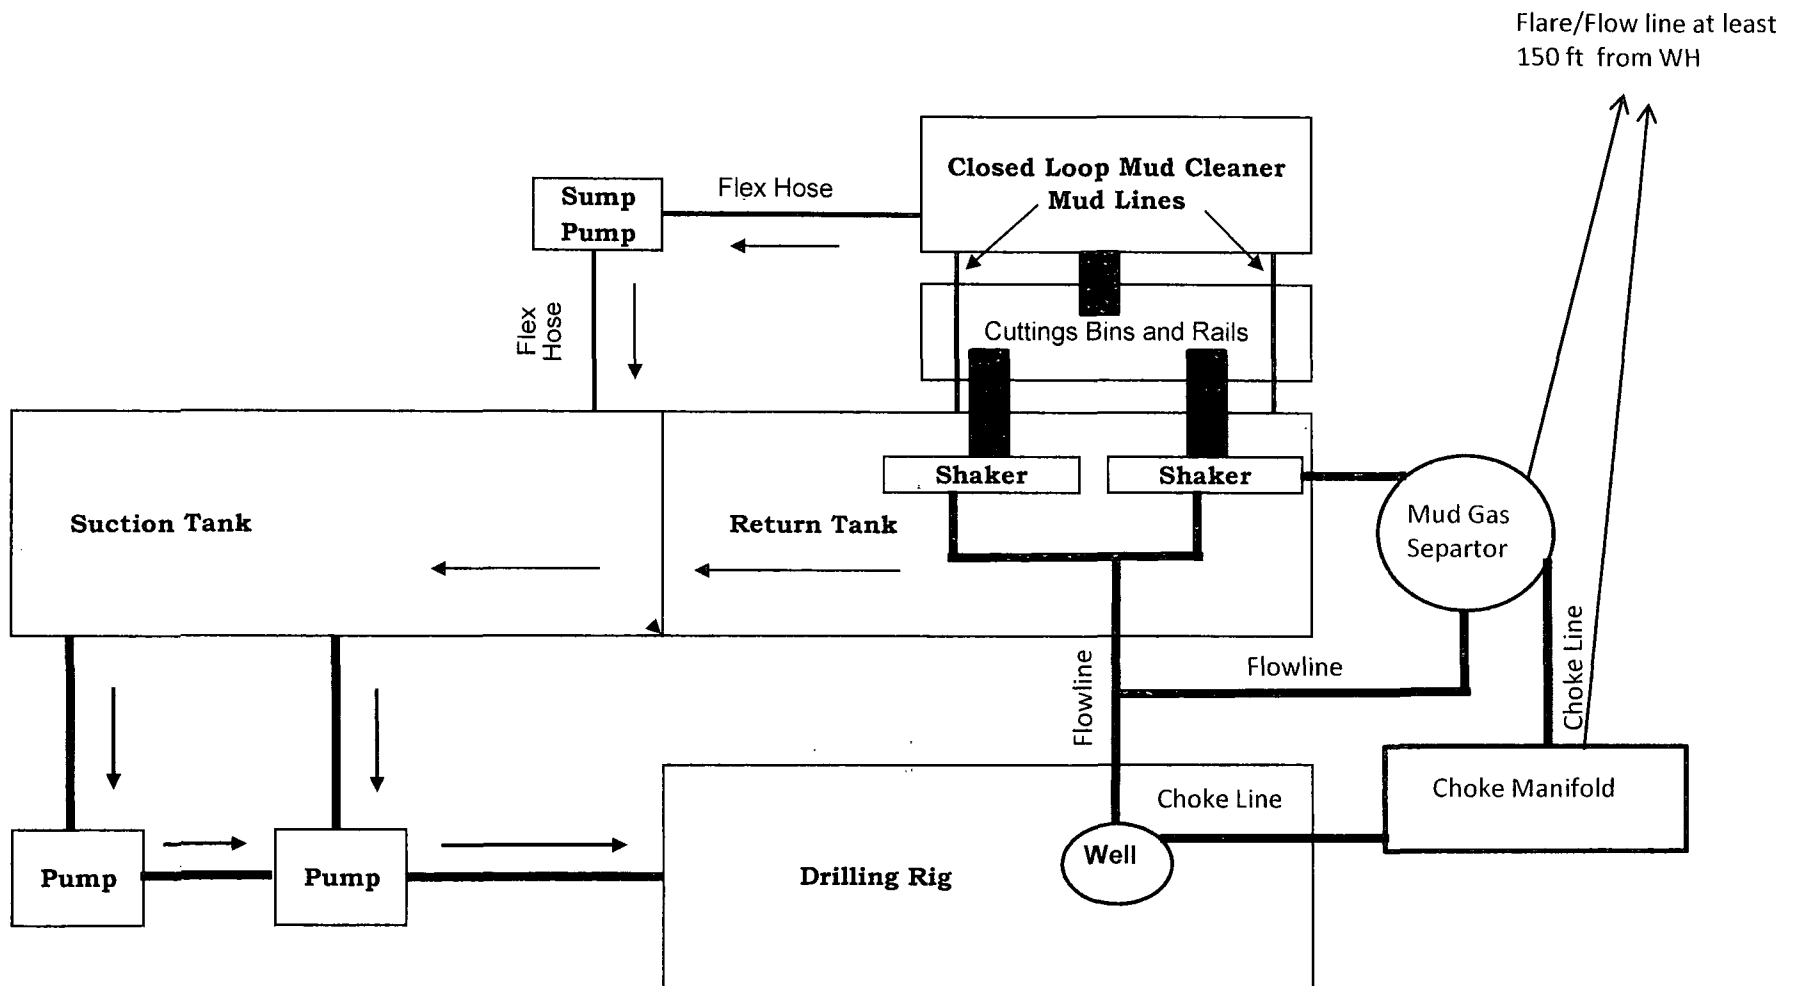 Flare/Flow line at least
150 ft from WH
Closed Loop Mud Cleaner
Mud Lines
Sump
Pump
Flex Hose
Flex
Hose
Cuttings Bins and Rails
Shaker
Shaker
Suction Tank
Return Tank
Mud Gas
Separtor
Flowline
Flowline
Choke Line
Choke Line
Choke Manifold
Well
Pump
Pump
Drilling Rig